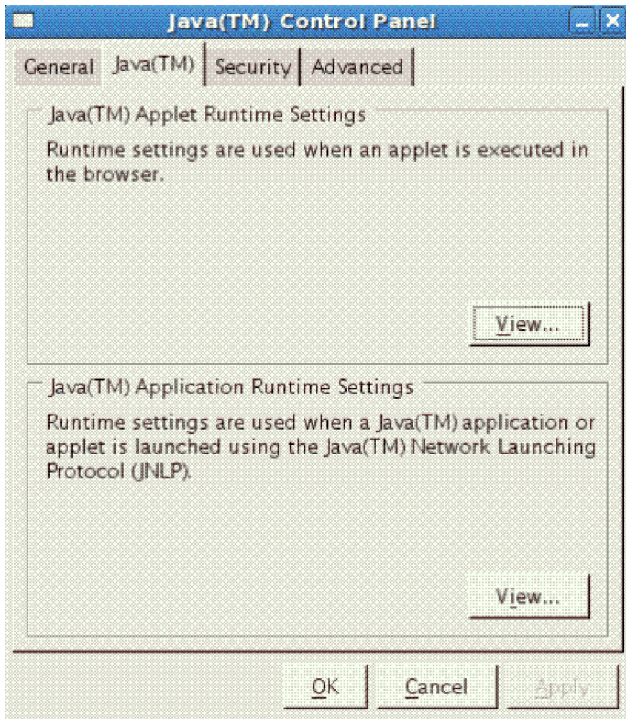 Java(TM) Control Panel
General Java(TM) Security Advanced
Java(TM) Applet Runtime Settings
Runtime settings are used when an applet is executed in
the browser.
View...
Java(TM) Application Runtime Settings
Runtime settings are used when a Java(TM) application or
applet is launched using the Java(TM) Network Launching
Protocol (JNLP).
View...
OK Cancel Apply